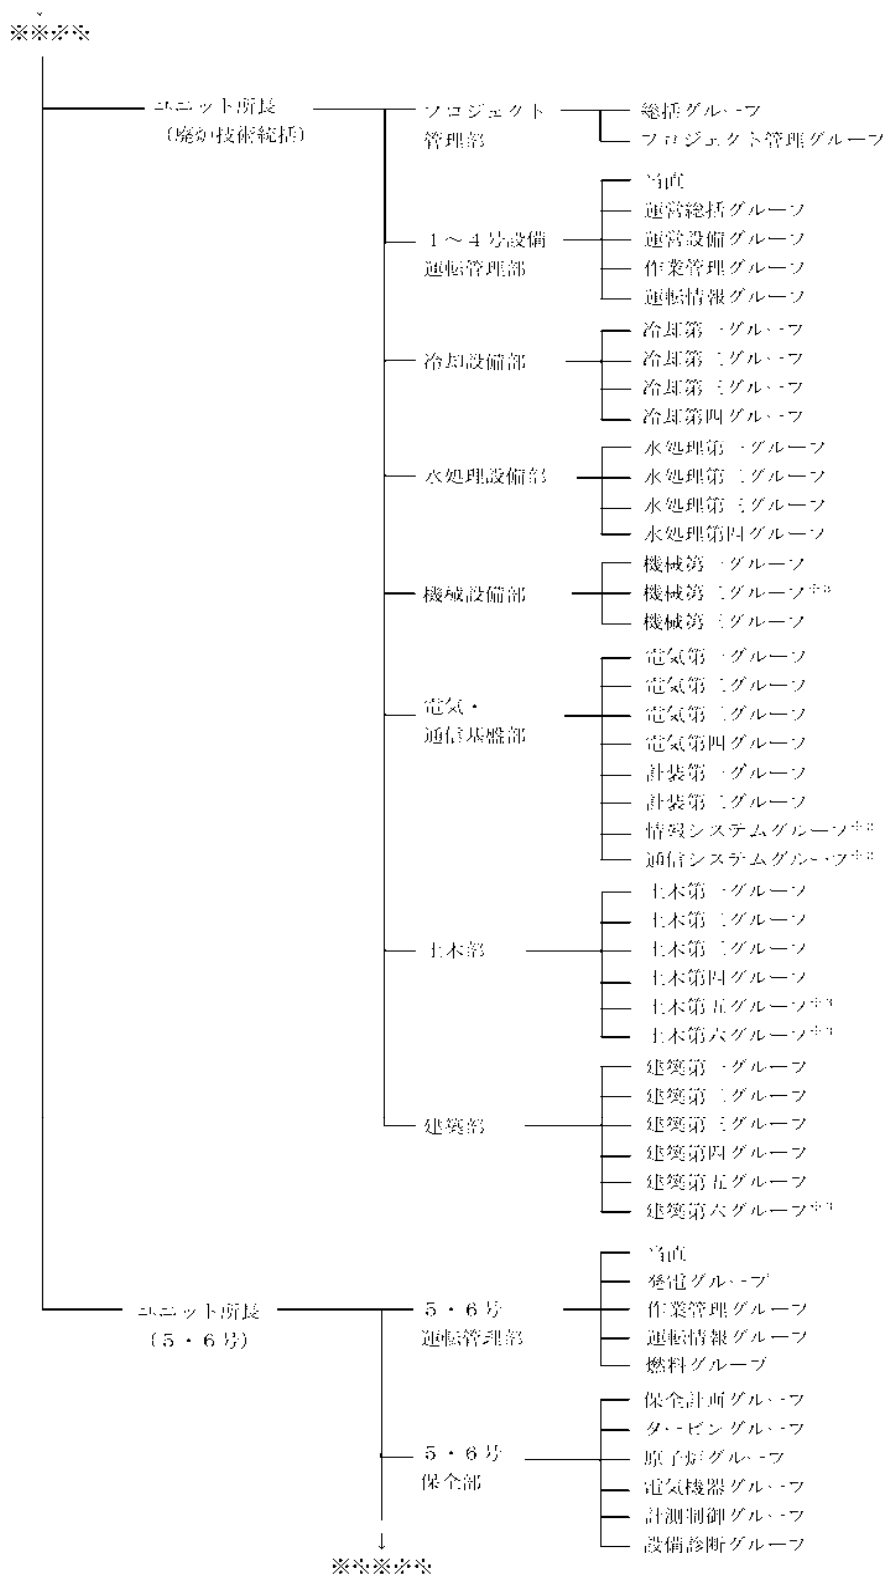 ※※※※
ユニット所長
（廃炉技術統括）
プロジェクト
管理部
総括グループ
プロジェクト管理グループ
１～４号設備
運転管理部
当直
運営総括グループ
運営設備グループ
作業管理グループ
運転情報グループ
冷却設備部
冷却第一グループ
冷却第二グループ
冷却第三グループ
冷却第四グループ
水処理設備部
水処理第一グループ
水処理第二グループ
水処理第三グループ
水処理第四グループ
機械設備部
機械第一グループ
機械第二グループ
機械第三グループ
電気・
通信基盤部
電気第一グループ
電気第二グループ
電気第三グループ
電気第四グループ
計装第一グループ
計装第二グループ
情報システムグループ
通信システムグループ
土木部
土木第一グループ
土木第二グループ
土木第三グループ
土木第四グループ
土木第五グループ※３
土木第六グループ※３
建築部
建築第一グループ
建築第二グループ
建築第三グループ
建築第四グループ
建築第五グループ
建築第六グループ※３
ユニット所長
（５・６号）
５・６号
運転管理部
当直
発電グループ
作業管理グループ
運転情報グループ
燃料グループ
５・６号
保全部
保全計画グループ
タービングループ
原子炉グループ
電気機器グループ
計測制御グループ
設備診断グループ
↓
※※※※※